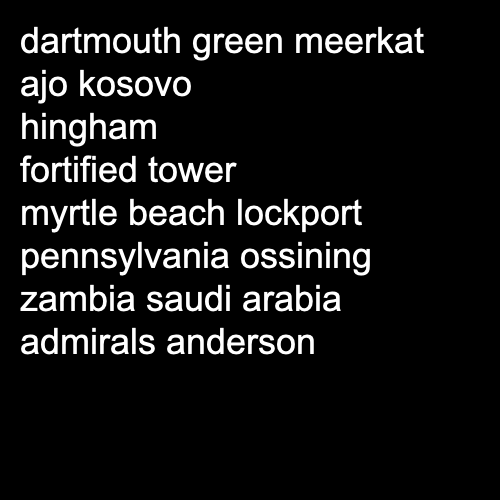 dartmouth green meerkat
ajo kosovo
hingham
fortified tower
myrtle beach lockport
pennsylvania ossining
zambia saudi arabia
admirals anderson